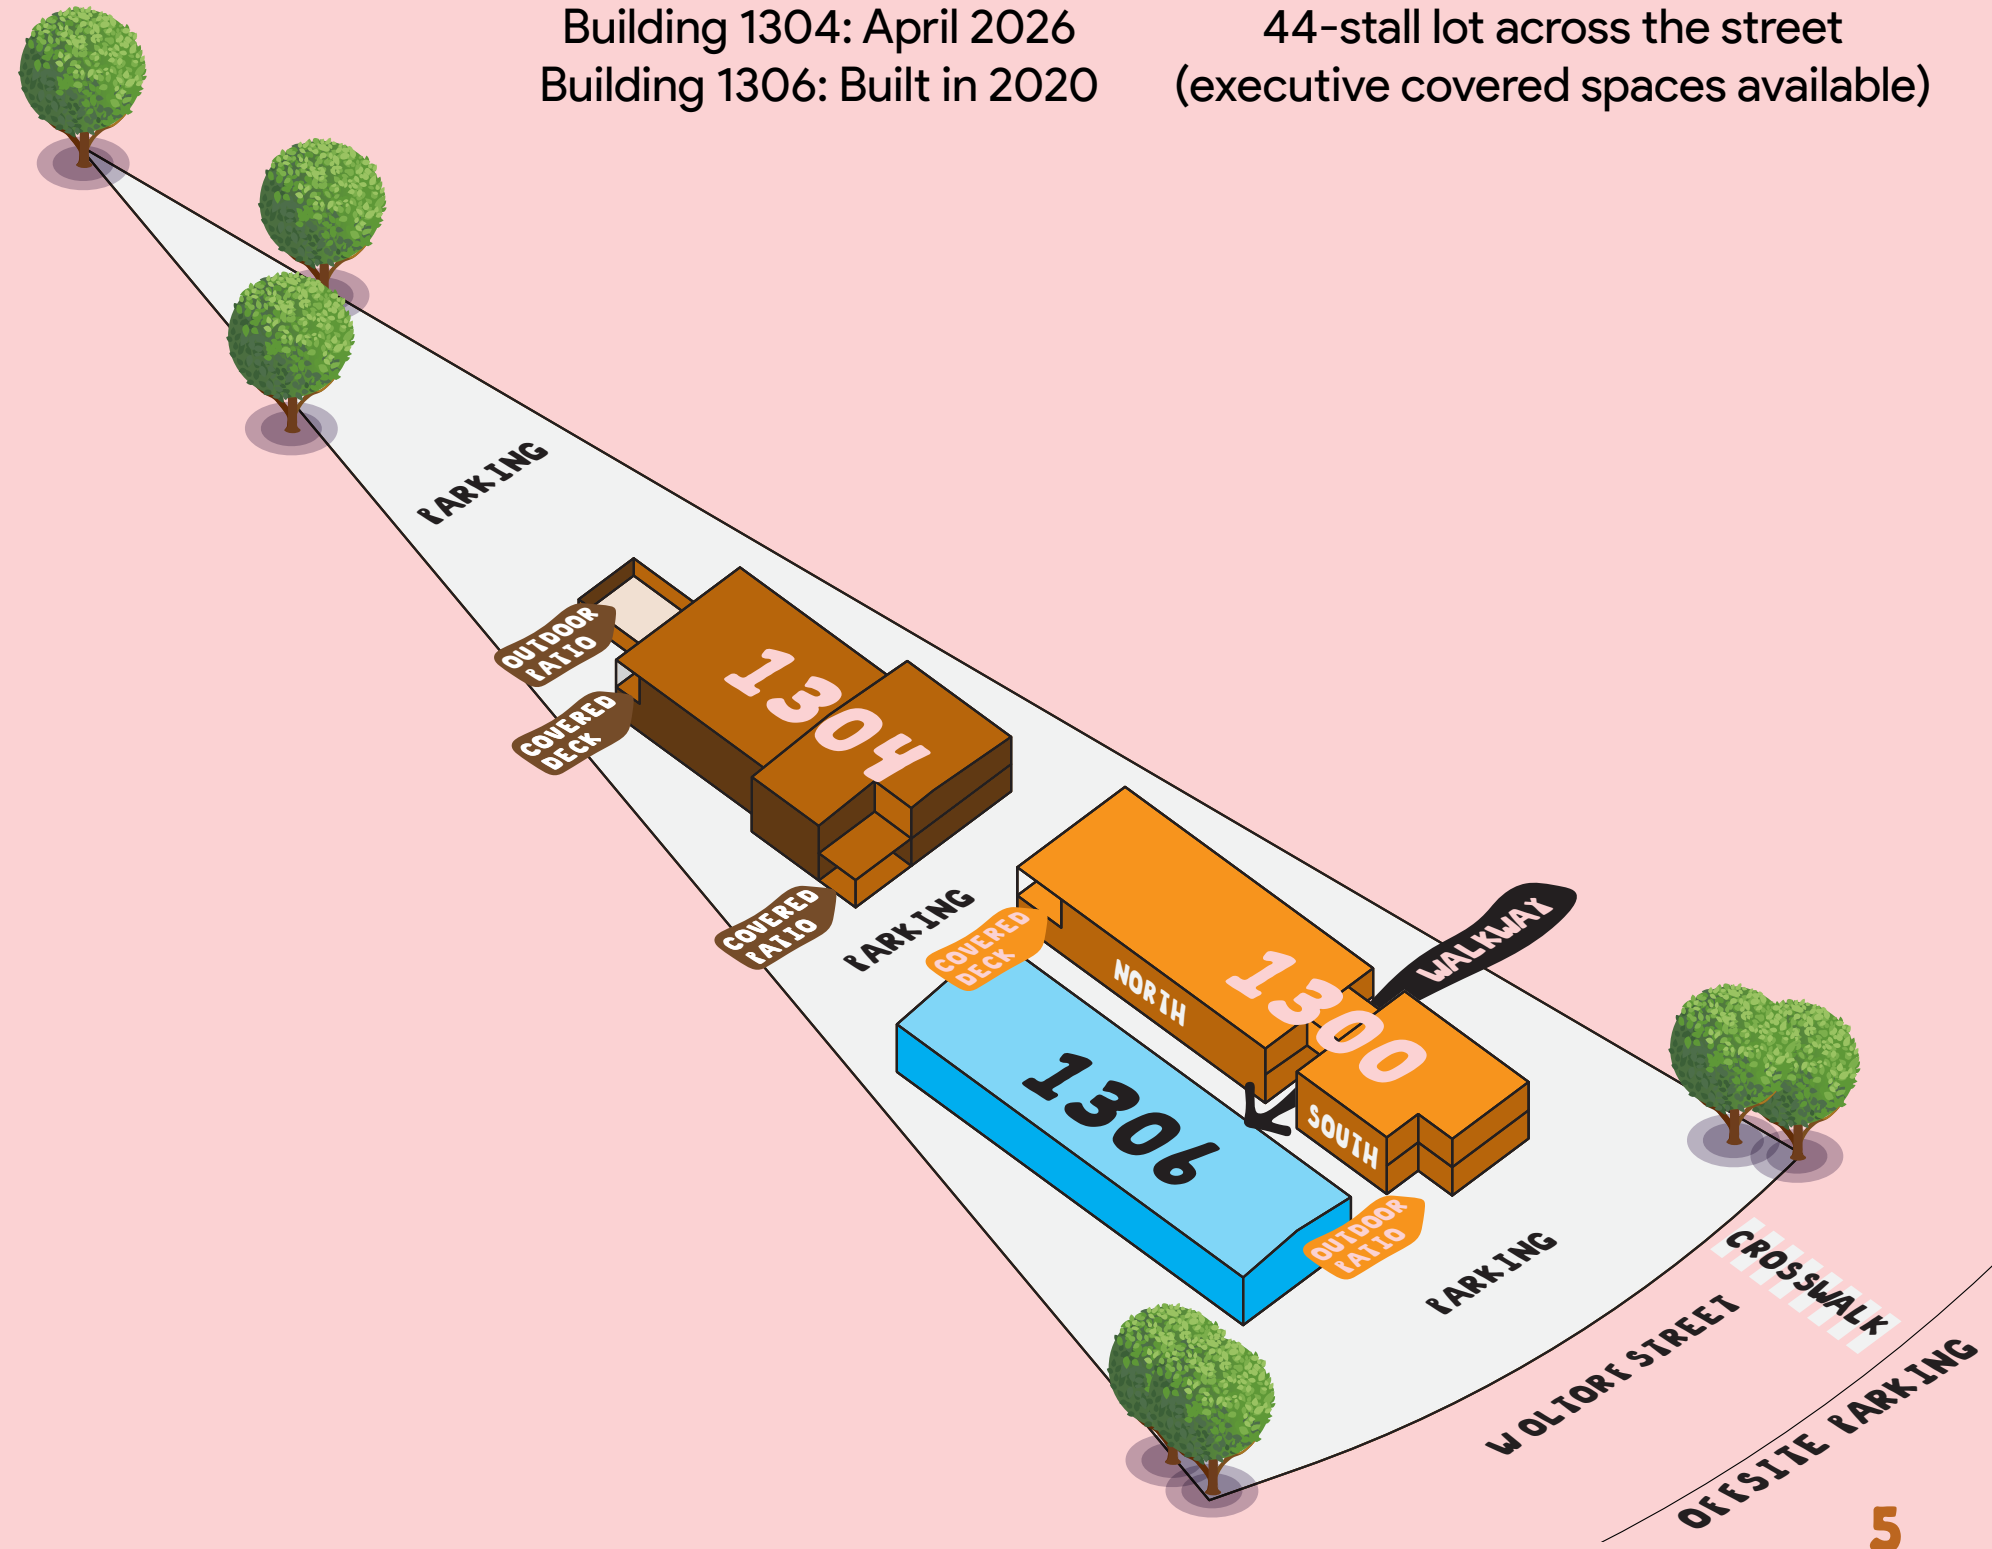 Building 1304: April 2026
Building 1306: Built in 2020
44-stall lot across the street
(executive covered spaces available)
PARKING
OUTDOOR
PATIO
COVERED
DECK
1304
COVERED
PATIO
PARKING
COVERED
DECK
NORTH
1300
WALKWAY
SOUTH
1306
OUTDOOR
PATIO
PARKING
CROSSWALK
W OLTORF STREET
OFFSITE PARKING
5